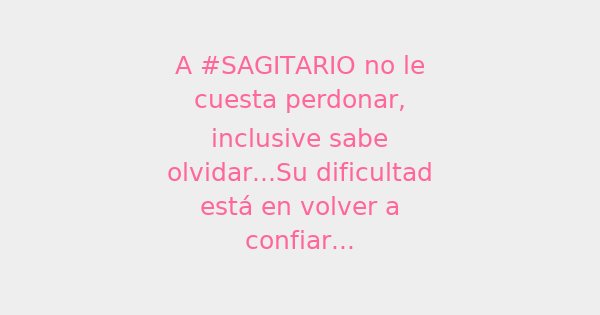 A #SAGITARIO no le
cuesta perdonar,
inclusive sabe
olvidar...Su dificultad
está en volver a
confiar...